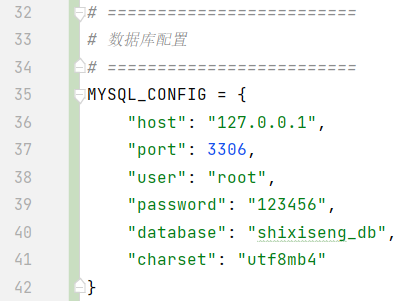 32 # =========================
33 # 数据库配置
34 # =========================
35 MYSQL_CONFIG = {
36     "host": "127.0.0.1",
37     "port": 3306,
38     "user": "root",
39     "password": "123456",
40     "database": "shixiseng_db",
41     "charset": "utf8mb4"
42 }